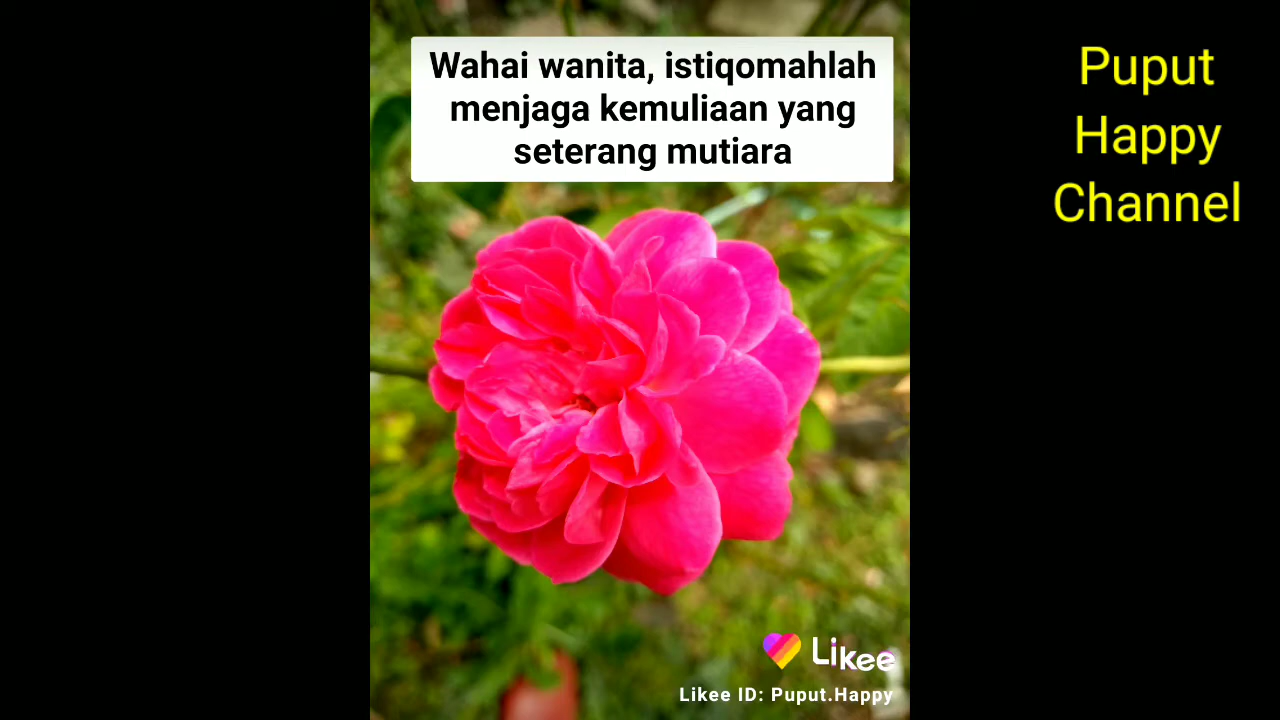 Wahai wanita, istiqomahlah
menjaga kemuliaan yang
seterang mutiara
Puput
Happy
Channel
Likee
Likee ID: Puput.Happy